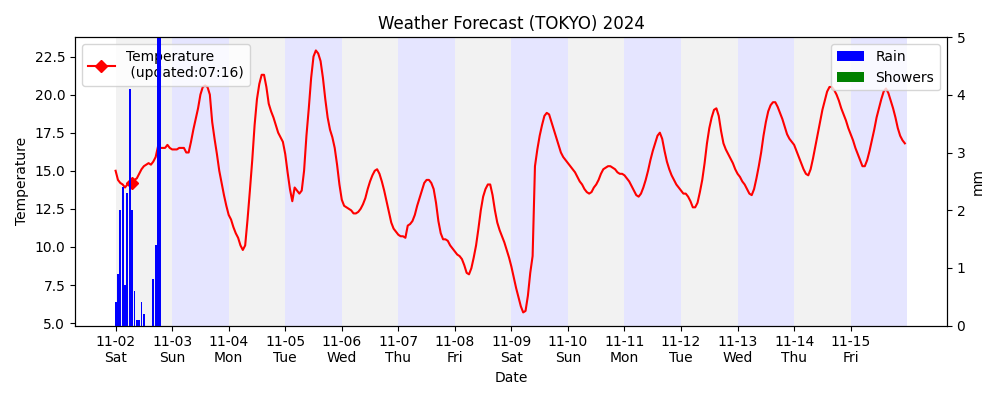 Weather Forecast (TOKYO) 2024
Temperature
(updated:07:16)
Rain
Showers
Temperature
22.5
20.0
17.5
15.0
12.5
10.0
7.5
5.0
5
4
3
2
1
0
mm
11-02 11-03 11-04 11-05 11-06 11-07 11-08 11-09 11-10 11-11 11-12 11-13 11-14 11-15
Sat Sun Mon Tue Wed Thu Fri Sat Sun Mon Tue Wed Thu Fri
Date